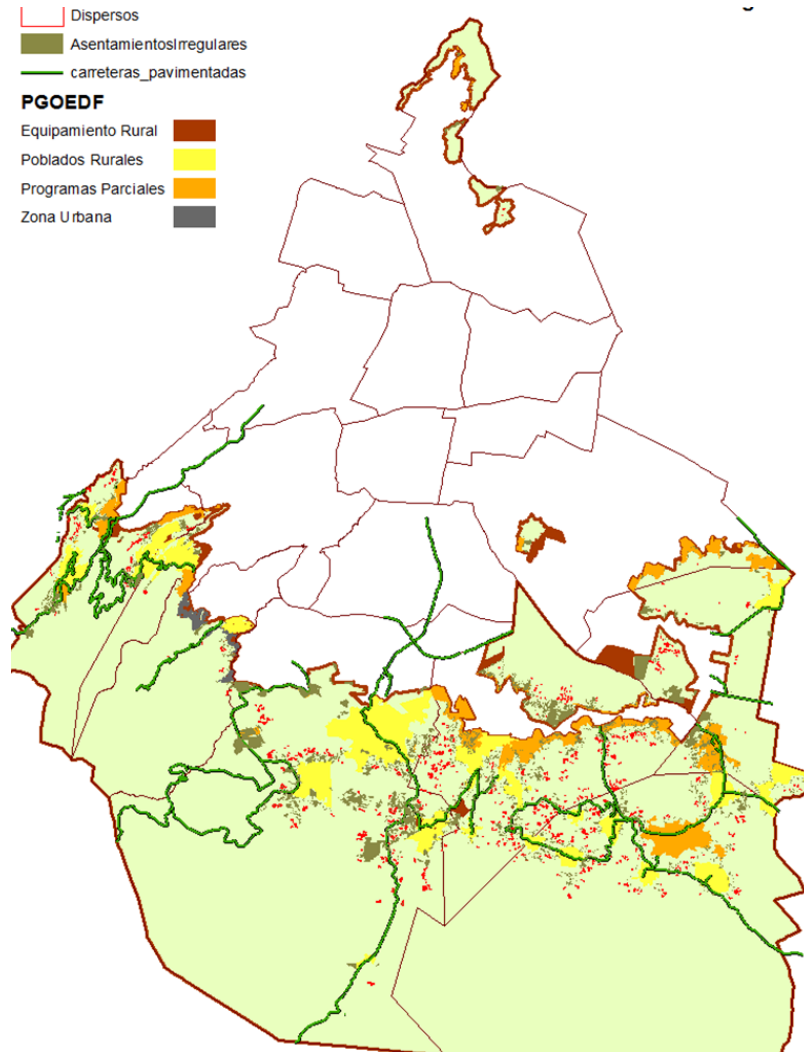 Dispersos
AsentamientosIrregulares
carreteras_pavimentadas
PGOEDF
Equipamiento Rural
Poblados Rurales
Programas Parciales
Zona Urbana